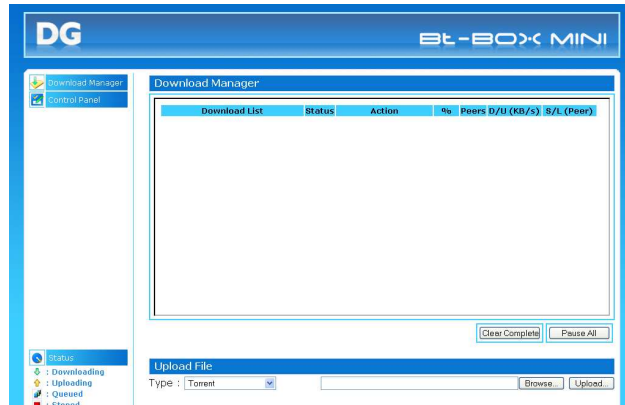 DG
Bt-BOX MINI
Download Manager
Control Panel
Download Manager
Download List Status Action % Peers D/U (KB/s) S/L (Peer)
Clear Complete Pause All
Status
: Downloading
: Uploading
: Queued
: Stoped
Upload File
Type : Torrent Browse... Upload...